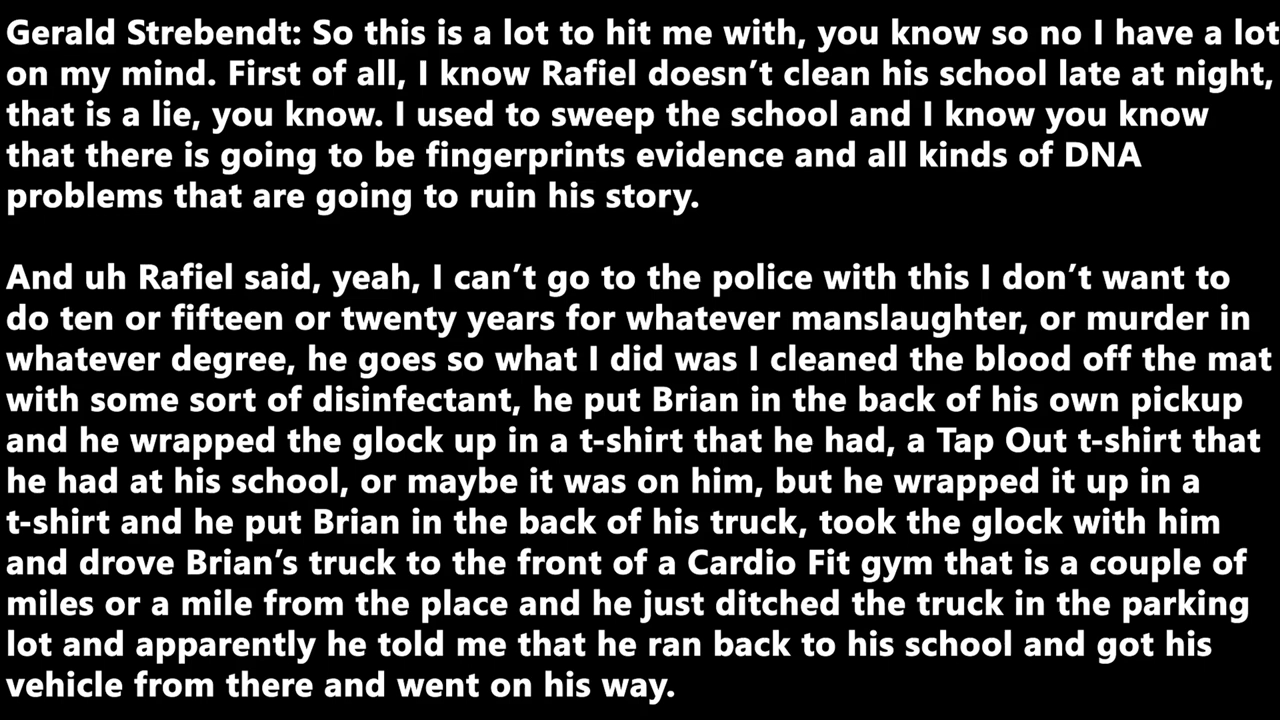 Gerald Strebendt: So this is a lot to hit me with, you know so no I have a lot
on my mind. First of all, I know Rafiel doesn’t clean his school late at night,
that is a lie, you know. I used to sweep the school and I know you know
that there is going to be fingerprints evidence and all kinds of DNA
problems that are going to ruin his story.
And uh Rafiel said, yeah, I can’t go to the police with this I don’t want to
do ten or fifteen or twenty years for whatever manslaughter, or murder in
whatever degree, he goes so what I did was I cleaned the blood off the mat
with some sort of disinfectant, he put Brian in the back of his own pickup
and he wrapped the glock up in a t-shirt that he had, a Tap Out t-shirt that
he had at his school, or maybe it was on him, but he wrapped it up in a
t-shirt and he put Brian in the back of his truck, took the glock with him
and drove Brian’s truck to the front of a Cardio Fit gym that is a couple of
miles or a mile from the place and he just ditched the truck in the parking
lot and apparently he told me that he ran back to his school and got his
vehicle from there and went on his way.